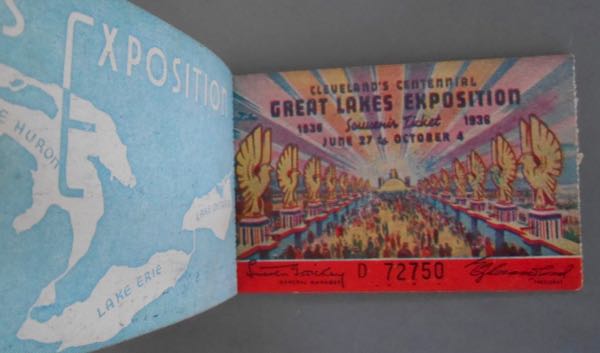 S EXPOSITION
E HURON
LAKE ERIE
CLEVELAND'S CENTENNIAL
GREAT LAKES EXPOSITION
1836 Souvenir Ticket 1936
JUNE 27 to OCTOBER 4
D 72750
GENERAL MANAGER
PRESIDENT